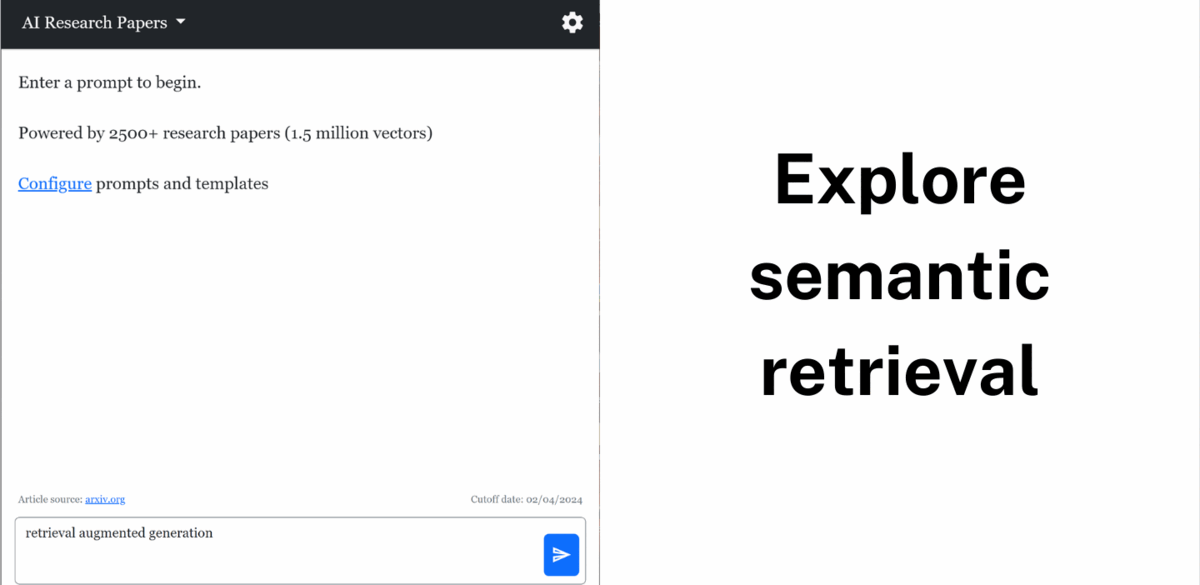 AI Research Papers
Enter a prompt to begin.
Powered by 2500+ research papers (1.5 million vectors)
Configure prompts and templates
Article source: arxiv.org
Cutoff date: 02/04/2024
retrieval augmented generation
Explore
semantic
retrieval